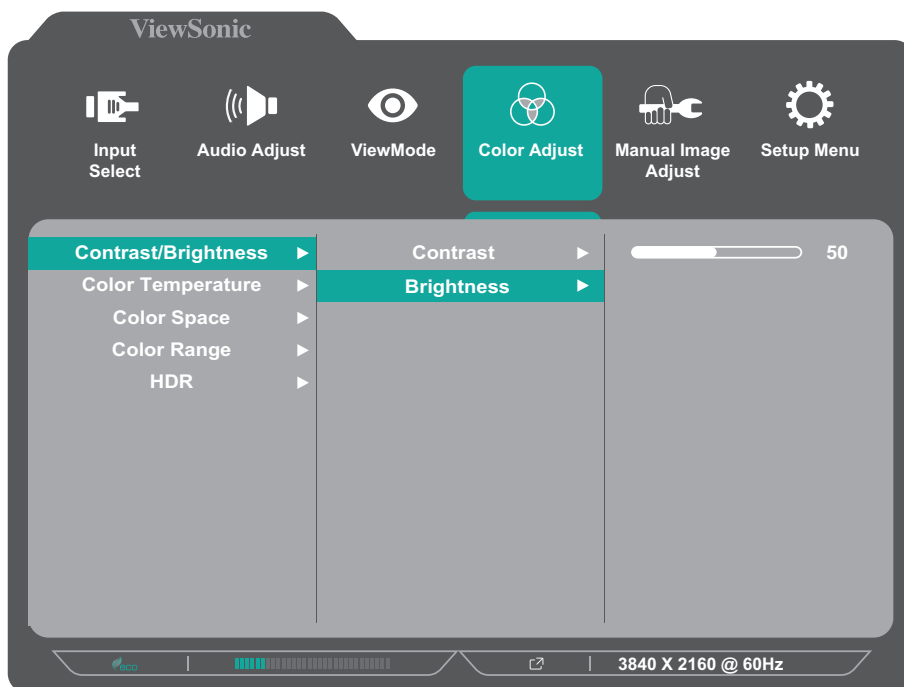 ViewSonic
Input Select
Audio Adjust
ViewMode
Color Adjust
Manual Image Adjust
Setup Menu
Contrast/Brightness
Contrast
50
Color Temperature
Brightness
Color Space
Color Range
HDR
eco
3840 X 2160 @ 60Hz